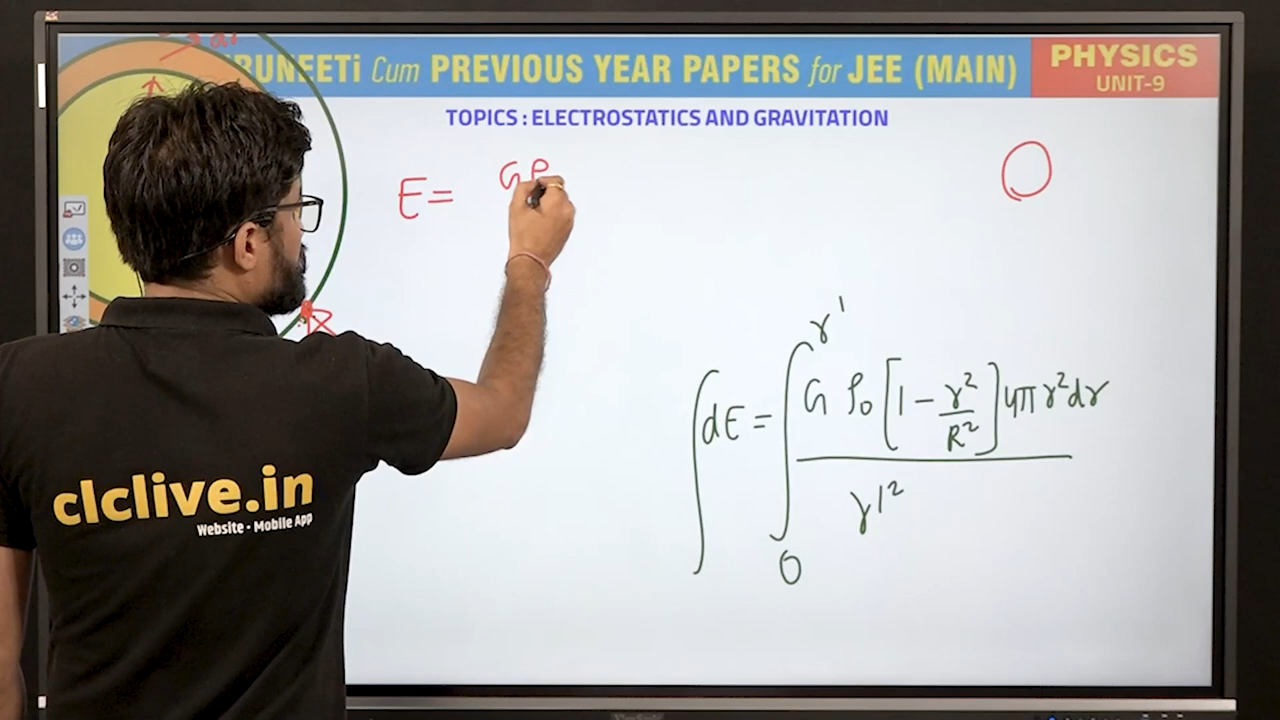 RUNEETi Cum PREVIOUS YEAR PAPERS for JEE (MAIN)
PHYSICS
UNIT-9
TOPICS : ELECTROSTATICS AND GRAVITATION
E = Gρ
∫dE = ∫₀^{r'} G ρ₀ [1 - r²/R²] 4πr²dr / r'²
clclive.in
Website • Mobile App